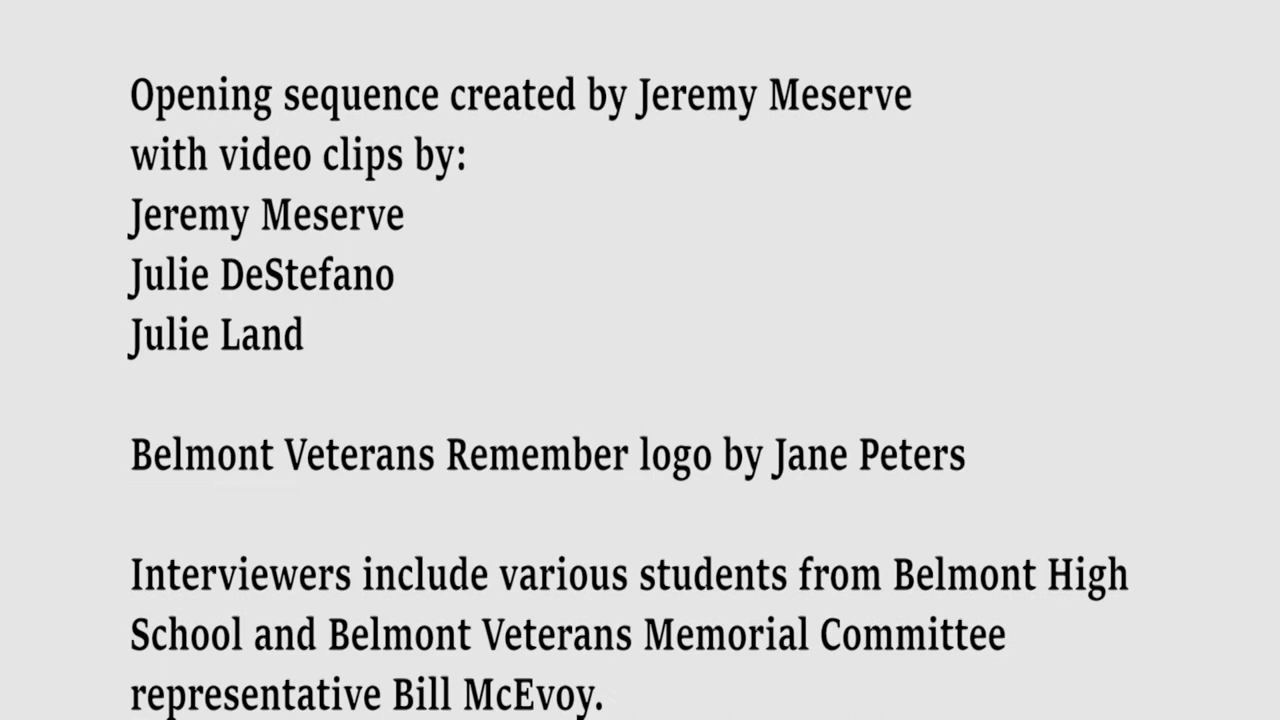 Opening sequence created by Jeremy Meserve
with video clips by:
Jeremy Meserve
Julie DeStefano
Julie Land
Belmont Veterans Remember logo by Jane Peters
Interviewers include various students from Belmont High
School and Belmont Veterans Memorial Committee
representative Bill McEvoy.